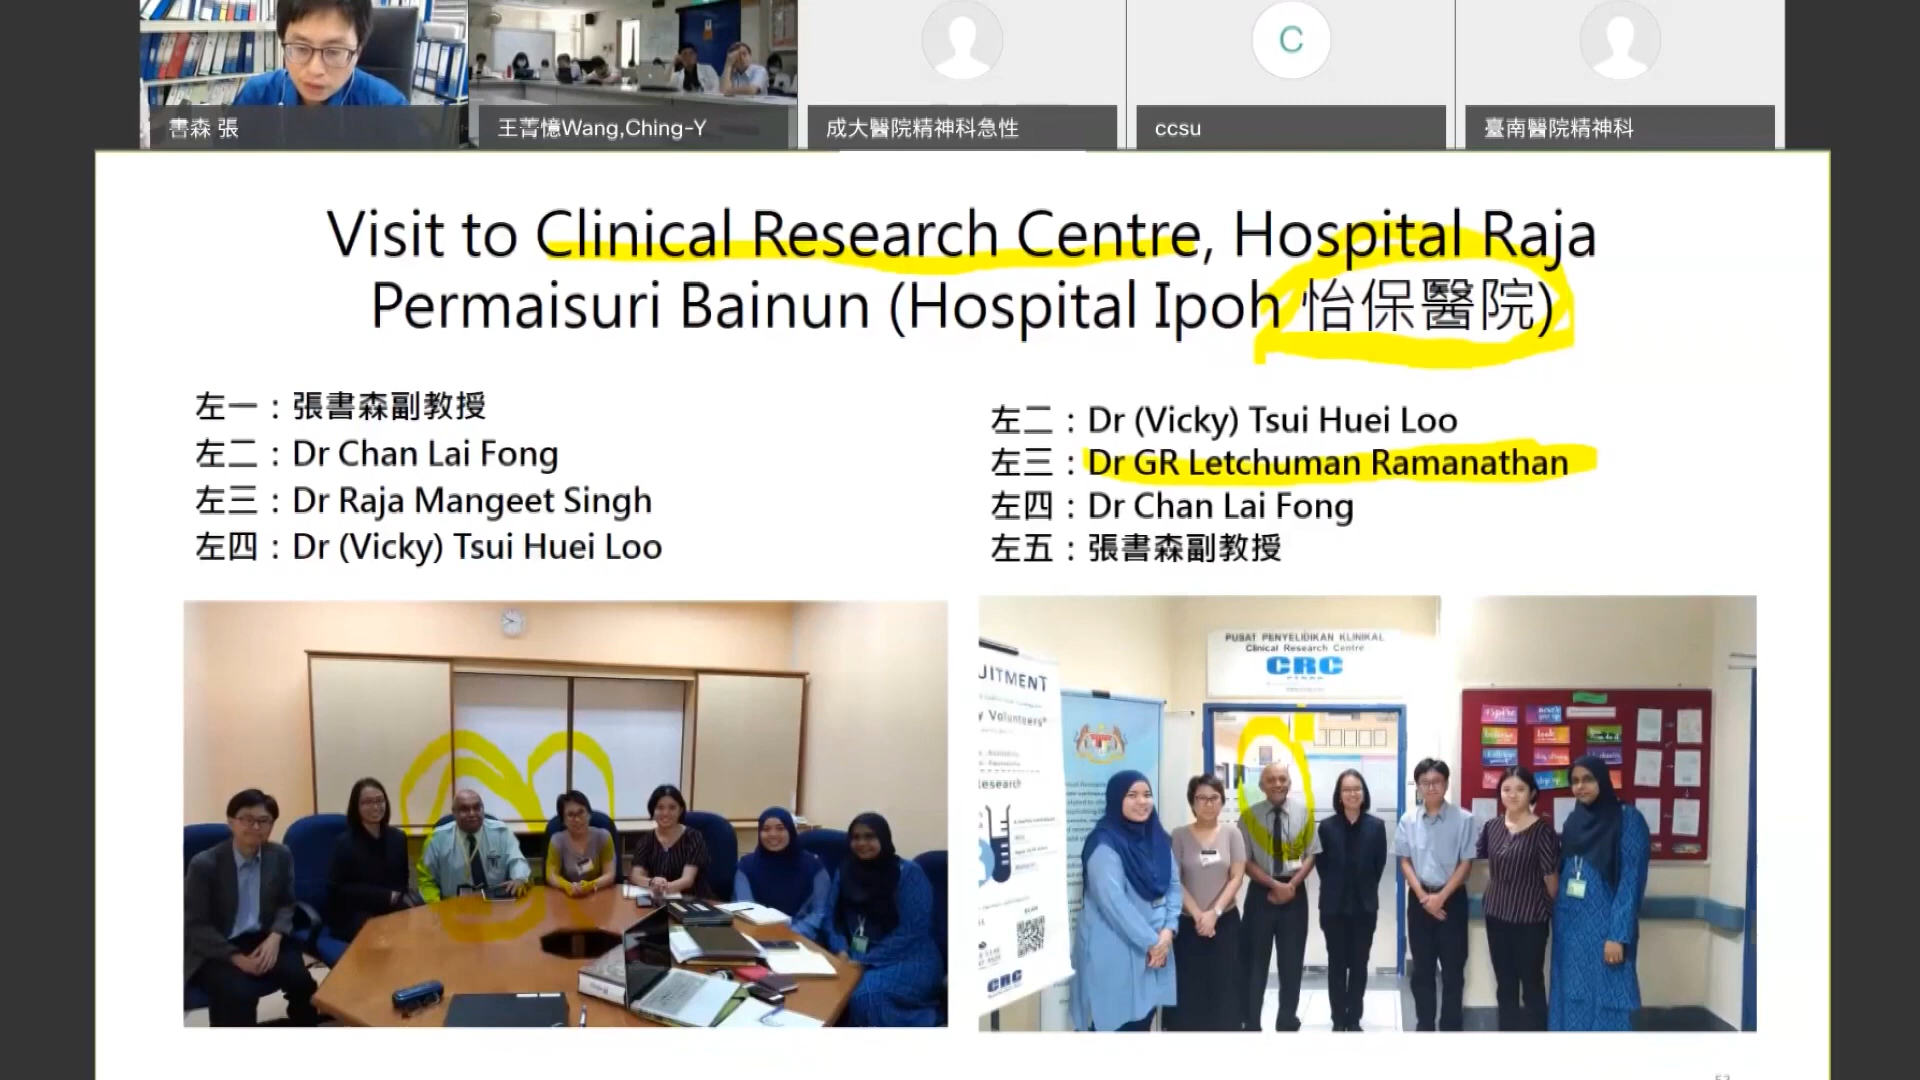 書森 張
王菁憶Wang,Ching-Y
成大醫院精神科急性
C
ccsu
臺南醫院精神科
Visit to Clinical Research Centre, Hospital Raja
Permaisuri Bainun (Hospital Ipoh 怡保醫院)
左一：張書森副教授
左二：Dr Chan Lai Fong
左三：Dr Raja Mangeet Singh
左四：Dr (Vicky) Tsui Huei Loo
左二：Dr (Vicky) Tsui Huei Loo
左三：Dr GR Letchuman Ramanathan
左四：Dr Chan Lai Fong
左五：張書森副教授
PUSAT PENYELIDIKAN KLINIKAL
Clinical Research Centre
CRC
UITMENT
y Volunteers
Research
CRC